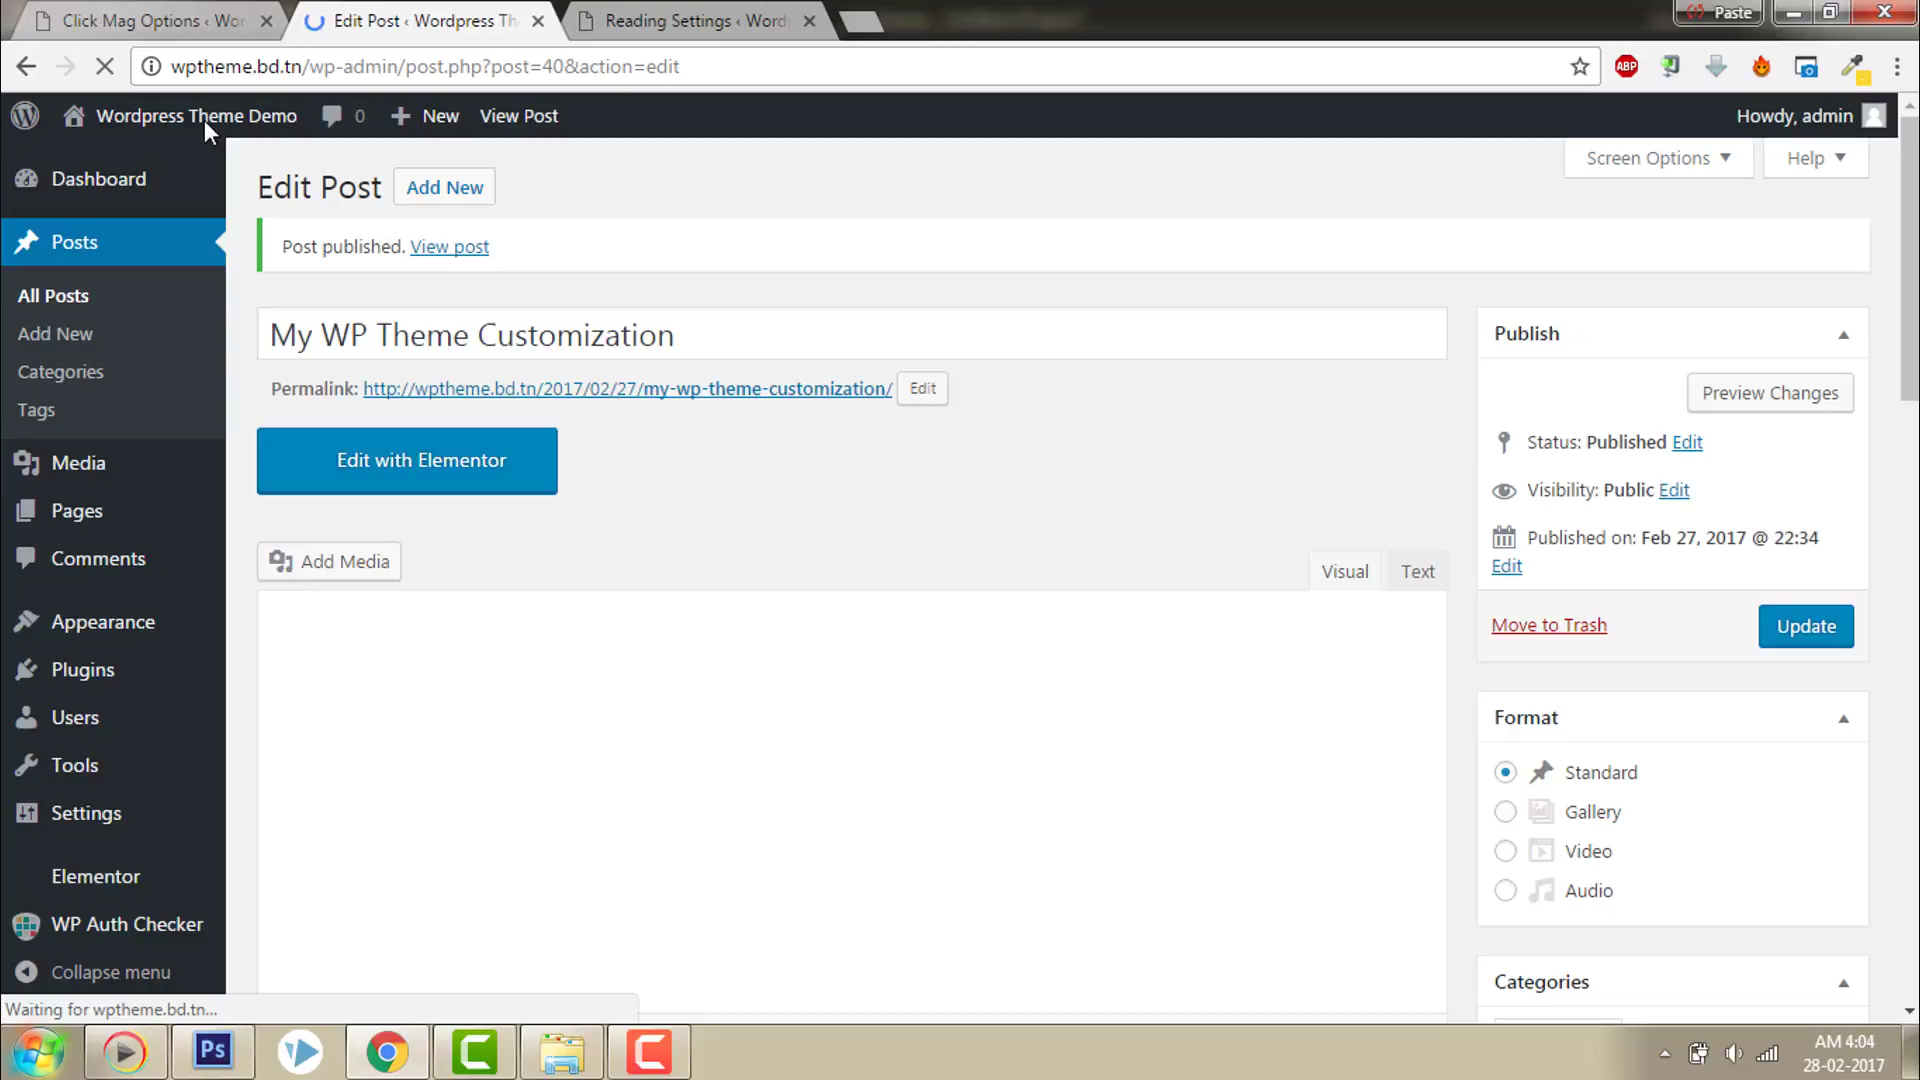 Click Mag Options ‹ Wor
Edit Post ‹ Wordpress Th
Reading Settings ‹ Word
Paste
wptheme.bd.tn/wp-admin/post.php?post=40&action=edit
ABP
Wordpress Theme Demo
0
New
View Post
Howdy, admin
Screen Options
Help
Dashboard
Posts
All Posts
Add New
Categories
Tags
Media
Pages
Comments
Appearance
Plugins
Users
Tools
Settings
Elementor
WP Auth Checker
Collapse menu
Edit Post
Add New
Post published. View post
My WP Theme Customization
Permalink: http://wptheme.bd.tn/2017/02/27/my-wp-theme-customization/
Edit
Edit with Elementor
Add Media
Visual
Text
Publish
Preview Changes
Status: Published Edit
Visibility: Public Edit
Published on: Feb 27, 2017 @ 22:34
Edit
Move to Trash
Update
Format
Standard
Gallery
Video
Audio
Categories
Waiting for wptheme.bd.tn...
Ps
AM 4:04
28-02-2017